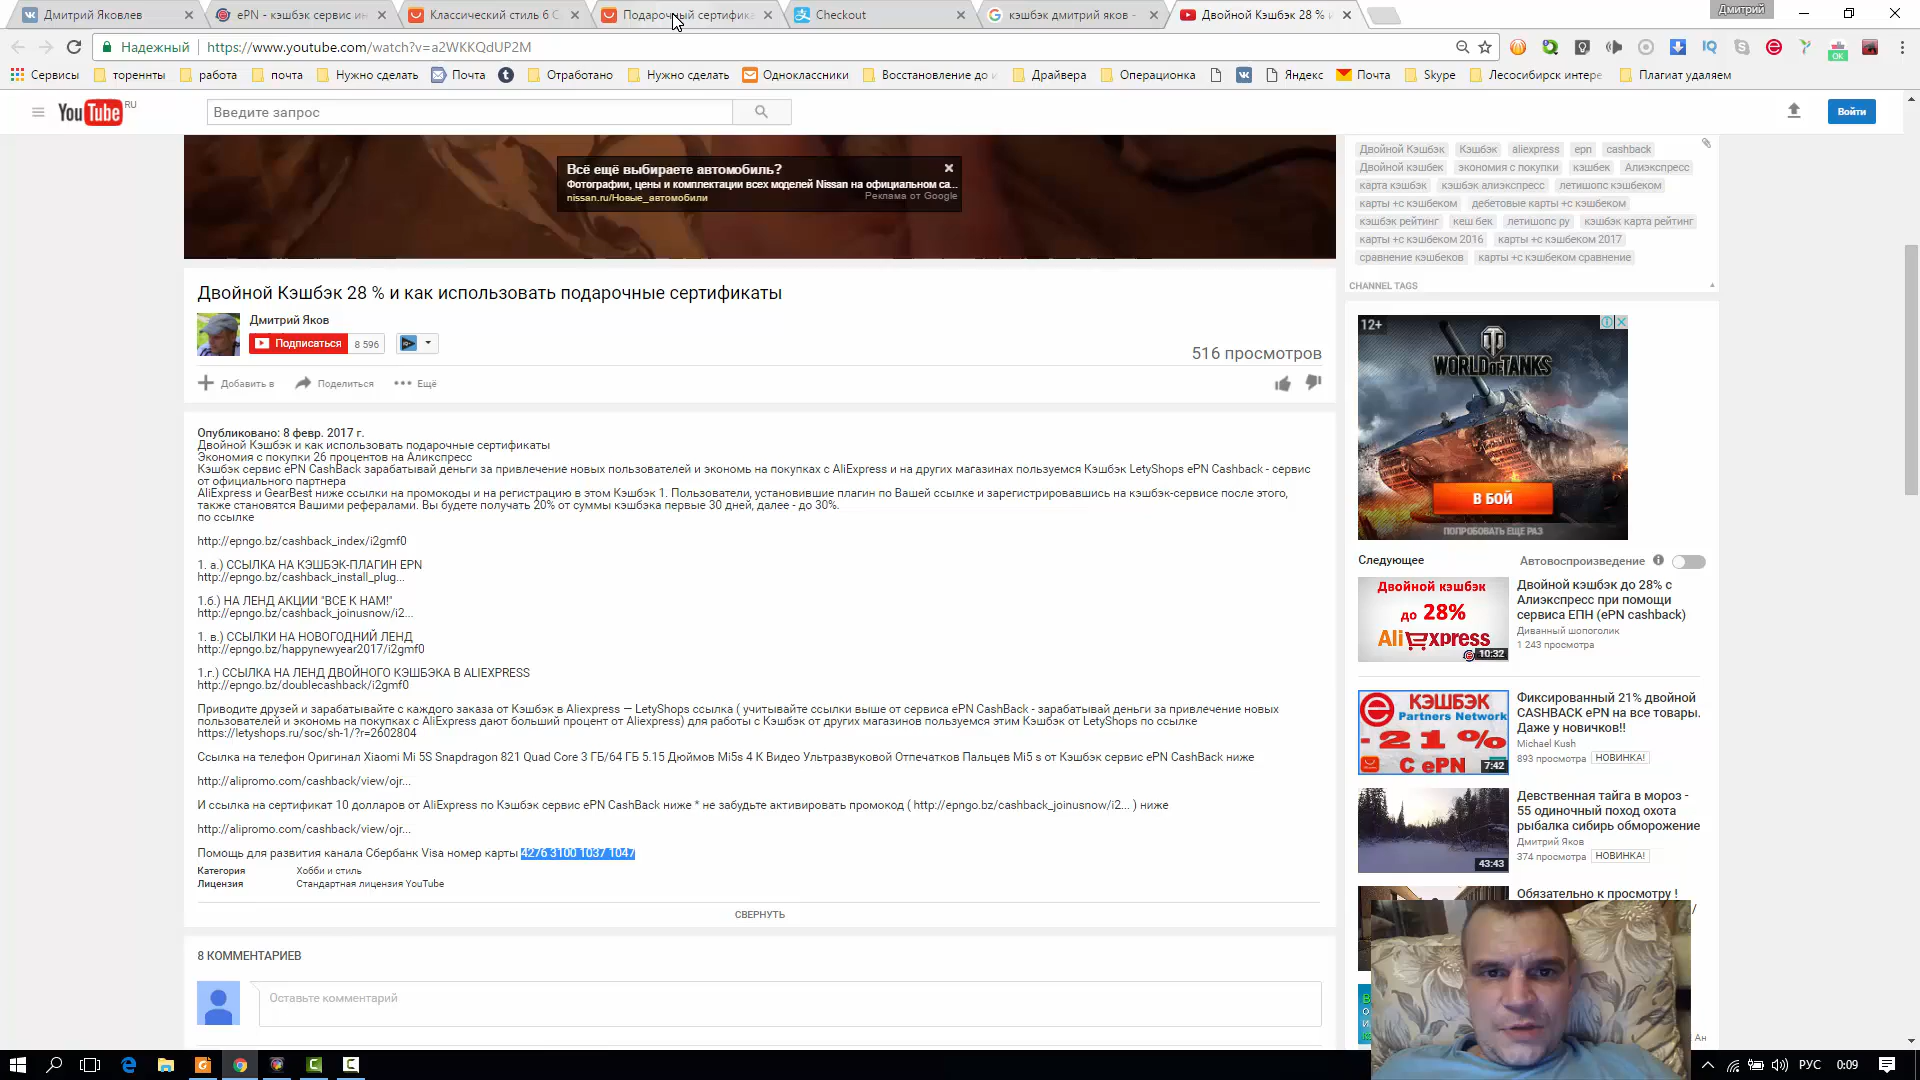 Дмитрий Яковлев
ePN - кэшбэк сервис ин
Классический стиль 6 С
Подарочный сертифика
Checkout
кэшбэк дмитрий яков -
Двойной Кэшбэк 28 % и
Дмитрий
Надежный
https://www.youtube.com/watch?v=a2WKKQdUP2M
Сервисы
тореннты
работа
почта
Нужно сделать
Почта
Отработано
Нужно сделать
Одноклассники
Восстановление до и
Драйвера
Операционка
Яндекс
Почта
Skype
Лесосибирск интере
Плагиат удаляем
YouTube RU
Введите запрос
Войти
Всё ещё выбираете автомобиль?
Фотографии, цены и комплектации всех моделей Nissan на официальном са...
nissan.ru/Новые_автомобили
Реклама от Google
Двойной Кэшбэк
Кэшбэк
aliexpress
epn
cashback
Двойной кэшбек
экономия с покупки
кэшбек
Алиэкспресс
карта кэшбэк
кэшбэк алиэкспресс
летишопс кэшбеком
карты +с кэшбеком
дебетовые карты +с кэшбеком
кэшбэк рейтинг
кеш бек
летишопс ру
кэшбэк карта рейтинг
карты +с кэшбеком 2016
карты +с кэшбеком 2017
сравнение кэшбеков
карты +с кэшбеком сравнение
CHANNEL TAGS
Двойной Кэшбэк 28 % и как использовать подарочные сертификаты
Дмитрий Яков
Подписаться
8 596
516 просмотров
Добавить в
Поделиться
Ещё
Опубликовано: 8 февр. 2017 г.
Двойной Кэшбэк и как использовать подарочные сертификаты
Экономия с покупки 26 процентов на Аликспресс
Кэшбэк сервис ePN CashBack зарабатывай деньги за привлечение новых пользователей и экономь на покупках с AliExpress и на других магазинах пользуемся Кэшбэк LetyShops ePN Cashback - сервис
от официального партнера
AliExpress и GearBest ниже ссылки на промокоды и на регистрацию в этом Кэшбэк 1. Пользователи, установившие плагин по Вашей ссылке и зарегистрировавшись на кэшбэк-сервисе после этого,
также становятся Вашими рефералами. Вы будете получать 20% от суммы кэшбэка первые 30 дней, далее - до 30%.
по ссылке
http://epngo.bz/cashback_index/i2gmf0
1. а.) ССЫЛКА НА КЭШБЭК-ПЛАГИН EPN
http://epngo.bz/cashback_install_plug...
1.б.) НА ЛЕНД АКЦИИ "ВСЕ К НАМ!"
http://epngo.bz/cashback_joinusnow/i2...
1. в.) ССЫЛКИ НА НОВОГОДНИЙ ЛЕНД
http://epngo.bz/happynewyear2017/i2gmf0
1.г.) ССЫЛКА НА ЛЕНД ДВОЙНОГО КЭШБЭКА В ALIEXPRESS
http://epngo.bz/doublecashback/i2gmf0
Приводите друзей и зарабатывайте с каждого заказа от Кэшбэк в Aliexpress — LetyShops ссылка ( учитывайте ссылки выше от сервиса ePN CashBack - зарабатывай деньги за привлечение новых
пользователей и экономь на покупках с AliExpress дают больший процент от Aliexpress) для работы с Кэшбэк от других магазинов пользуемся этим Кэшбэк от LetyShops по ссылке
https://letyshops.ru/soc/sh-1/?r=2602804
Ссылка на телефон Оригинал Xiaomi Mi 5S Snapdragon 821 Quad Core 3 ГБ/64 ГБ 5.15 Дюймов Mi5s 4 К Видео Ультразвуковой Отпечатков Пальцев Mi5 s от Кэшбэк сервис ePN CashBack ниже
http://alipromo.com/cashback/view/ojr...
И ссылка на сертификат 10 долларов от AliExpress по Кэшбэк сервис ePN CashBack ниже * не забудьте активировать промокод ( http://epngo.bz/cashback_joinusnow/i2... ) ниже
http://alipromo.com/cashback/view/ojr...
Помощь для развития канала Сбербанк Visa номер карты 4276 3100 1037 1047
Категория
Хобби и стиль
Лицензия
Стандартная лицензия YouTube
СВЕРНУТЬ
8 КОММЕНТАРИЕВ
Оставьте комментарий
12+
WORLD OF TANKS
В БОЙ
ПОПРОБОВАТЬ ЕЩЕ РАЗ
Следующее
Автовоспроизведение
Двойной кэшбэк
до 28%
AliExpress
10:32
Двойной кэшбэк до 28% с
Алиэкспресс при помощи
сервиса ЕПН (ePN cashback)
Диванный шопоголик
1 243 просмотра
КЭШБЭК
Partners Network
- 21 %
С ePN
7:42
Фиксированный 21% двойной
CASHBACK ePN на все товары.
Даже у новичков!!
Michael Kush
893 просмотра
НОВИНКА!
43:43
Девственная тайга в мороз -
55 одиночный поход охота
рыбалка сибирь обморожение
Дмитрий Яков
374 просмотра
НОВИНКА!
Обязательно к просмотру !
Ан
РУС
0:09